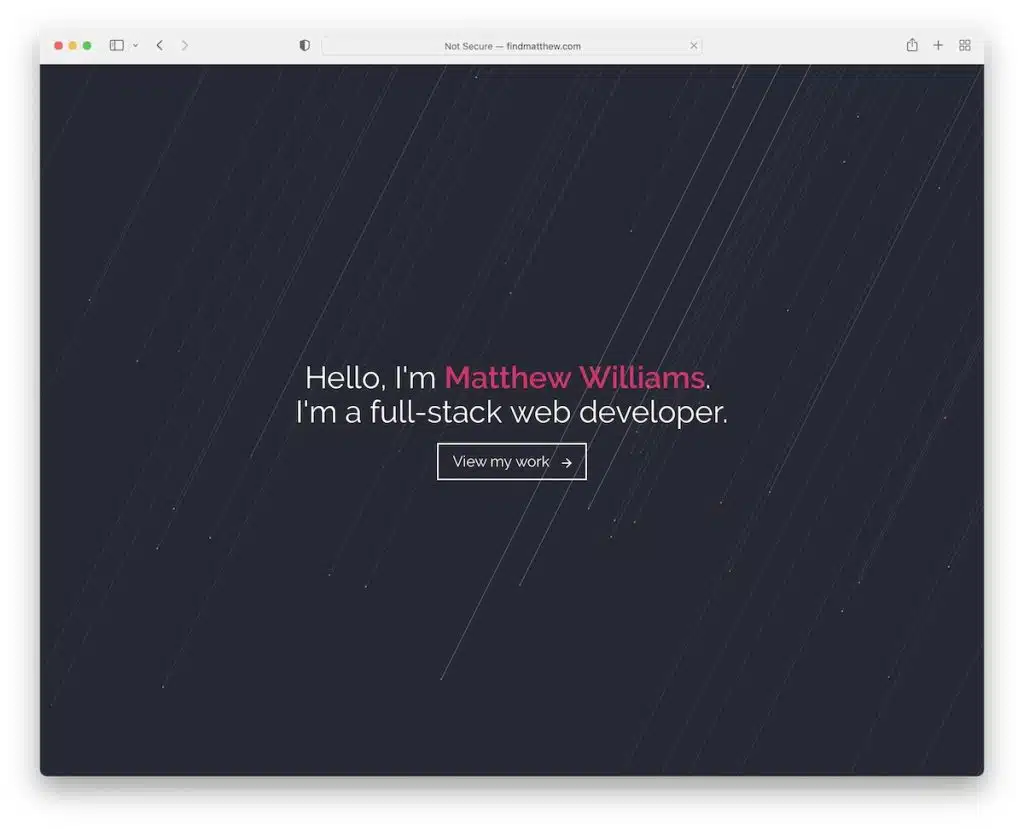 Not Secure — findmatthew.com
Hello, I'm Matthew Williams.
I'm a full-stack web developer.
View my work →